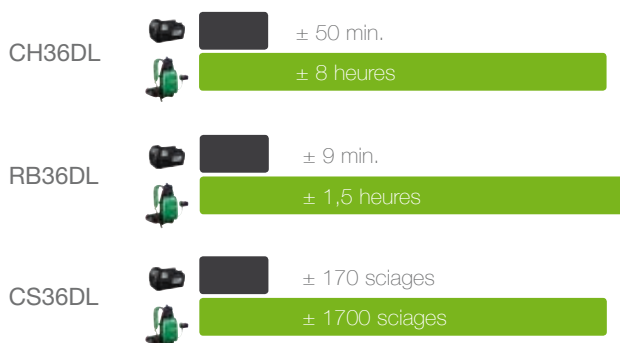 CH36DL
± 50 min.
± 8 heures
RB36DL
± 9 min.
± 1,5 heures
CS36DL
± 170 sciages
± 1700 sciages